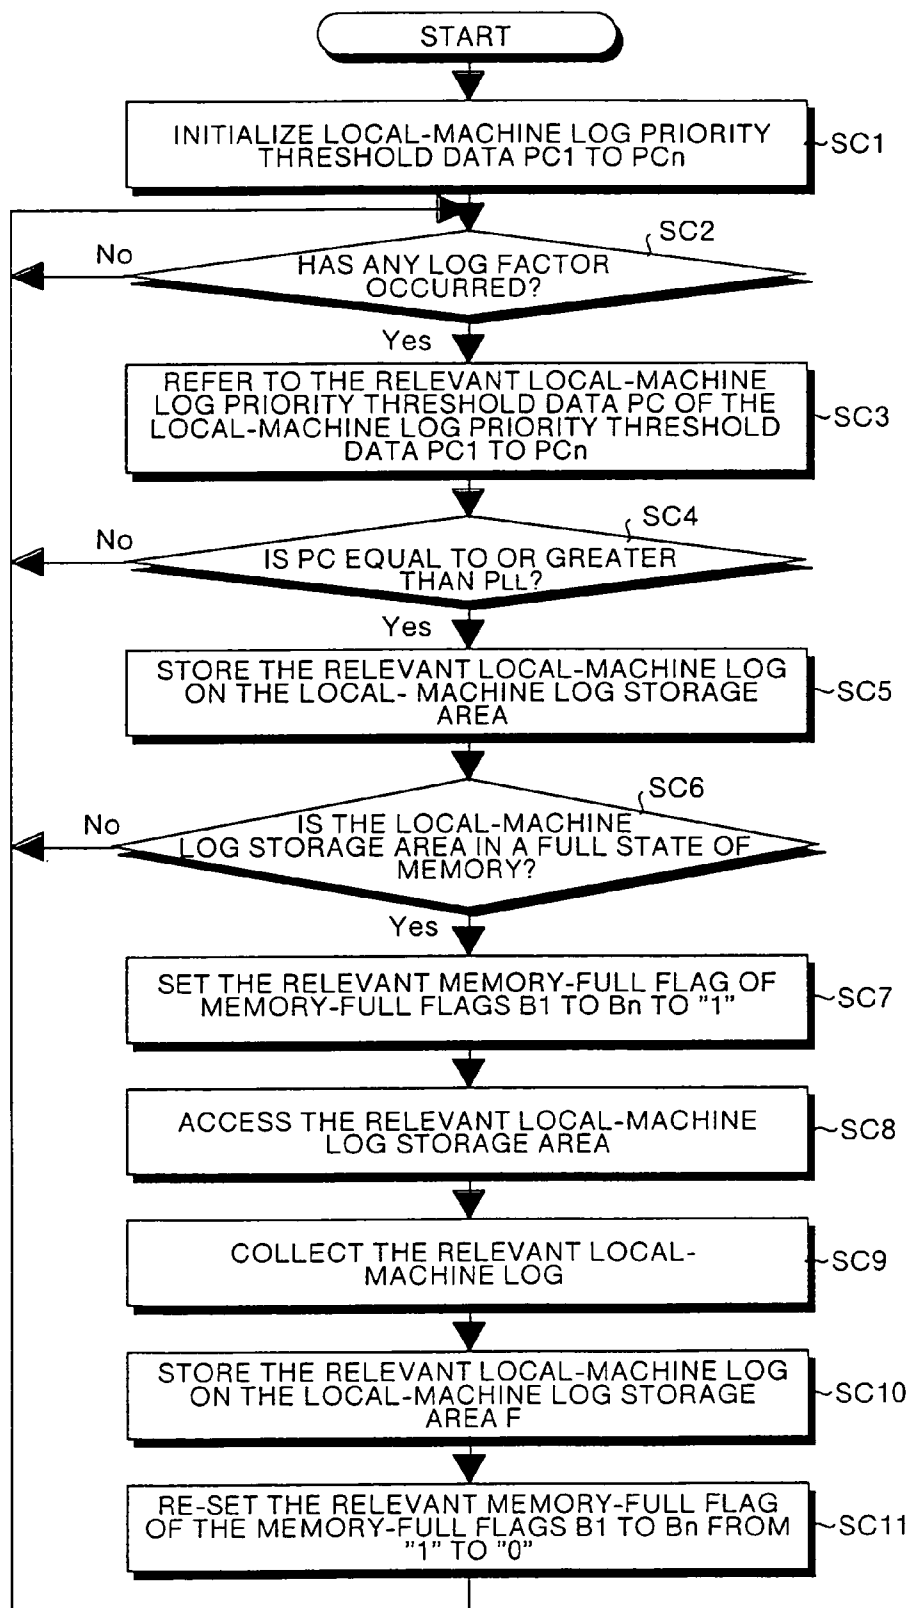 START
INITIALIZE LOCAL-MACHINE LOG PRIORITY
THRESHOLD DATA PC1 TO PCn
SC1
SC2
No
HAS ANY LOG FACTOR
OCCURRED?
Yes
REFER TO THE RELEVANT LOCAL-MACHINE
LOG PRIORITY THRESHOLD DATA PC OF THE
LOCAL-MACHINE LOG PRIORITY THRESHOLD
DATA PC1 TO PCn
SC3
SC4
No
IS PC EQUAL TO OR GREATER
THAN PLL?
Yes
STORE THE RELEVANT LOCAL-MACHINE LOG
ON THE LOCAL- MACHINE LOG STORAGE
AREA
SC5
SC6
No
IS THE LOCAL-MACHINE
LOG STORAGE AREA IN A FULL STATE OF
MEMORY?
Yes
SET THE RELEVANT MEMORY-FULL FLAG OF
MEMORY-FULL FLAGS B1 TO Bn TO "1"
SC7
ACCESS THE RELEVANT LOCAL-MACHINE
LOG STORAGE AREA
SC8
COLLECT THE RELEVANT LOCAL-
MACHINE LOG
SC9
STORE THE RELEVANT LOCAL-MACHINE LOG
ON THE LOCAL-MACHINE LOG STORAGE
AREA F
SC10
RE-SET THE RELEVANT MEMORY-FULL FLAG
OF THE MEMORY-FULL FLAGS B1 TO Bn FROM
"1" TO "0"
SC11